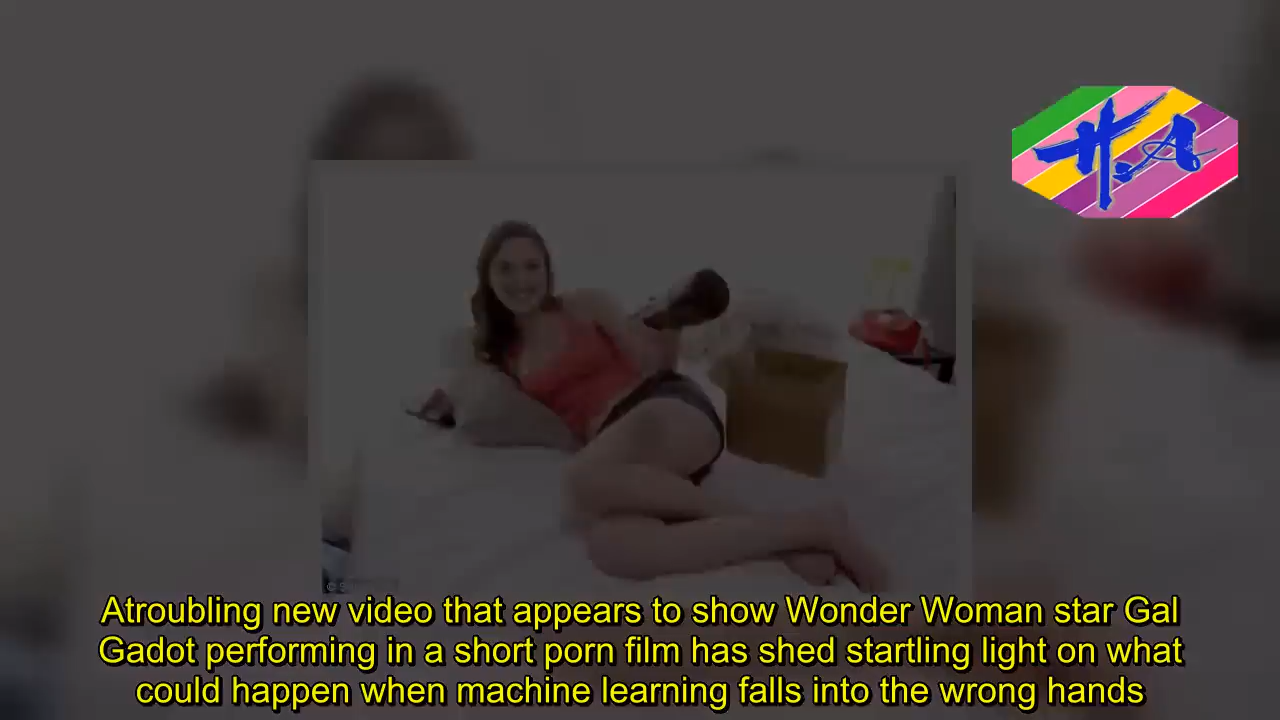 H.A
Atroubling new video that appears to show Wonder Woman star Gal
Gadot performing in a short porn film has shed startling light on what
could happen when machine learning falls into the wrong hands